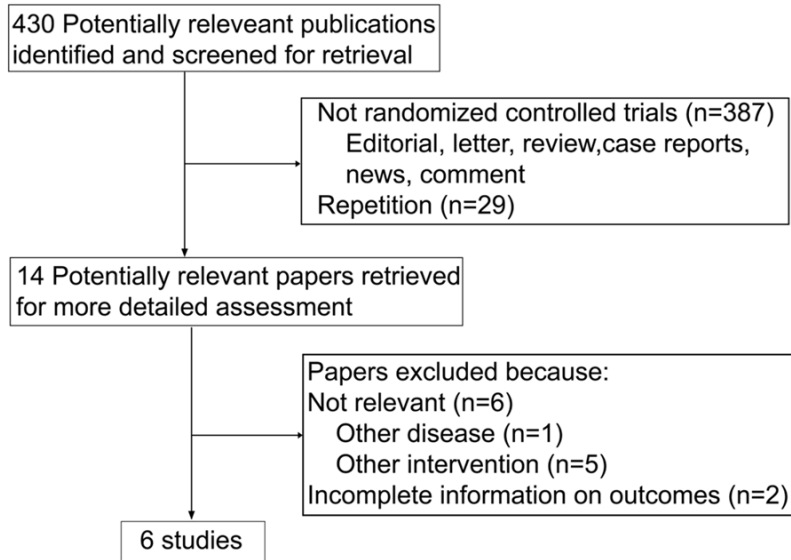 430 Potentially releveant publications
identified and screened for retrieval
Not randomized controlled trials (n=387)
Editorial, letter, review,case reports,
news, comment
Repetition (n=29)
14 Potentially relevant papers retrieved
for more detailed assessment
Papers excluded because:
Not relevant (n=6)
Other disease (n=1)
Other intervention (n=5)
Incomplete information on outcomes (n=2)
6 studies